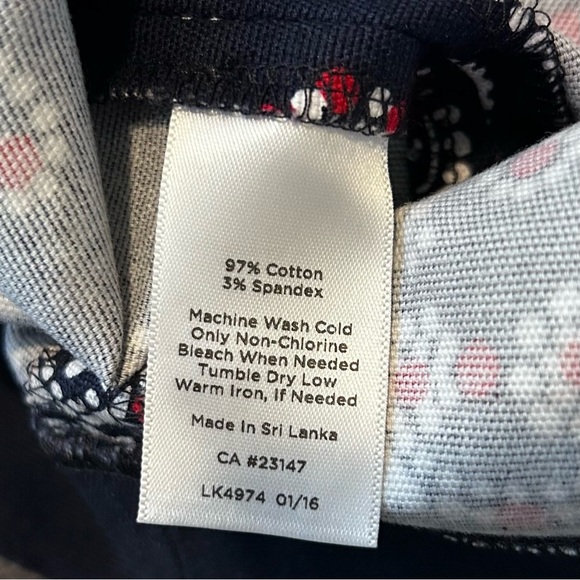 97% Cotton
3% Spandex
Machine Wash Cold
Only Non-Chlorine
Bleach When Needed
Tumble Dry Low
Warm Iron, If Needed
Made In Sri Lanka
CA #23147
LK4974 01/16